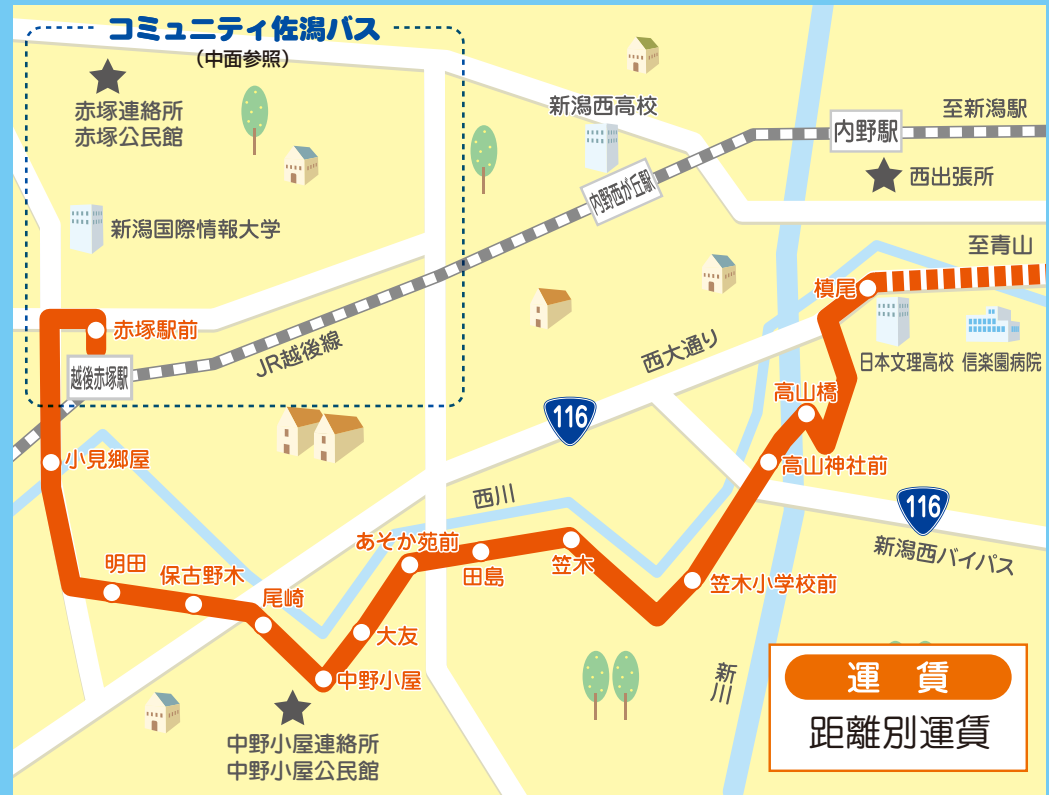 コミュニティ佐潟バス
（中面参照）
赤塚連絡所
赤塚公民館
新潟西高校
至新潟駅
内野駅
西出張所
内野西が丘駅
新潟国際情報大学
至青山
槙尾
赤塚駅前
JR越後線
西大通り
日本文理高校
信楽園病院
越後赤塚駅
高山橋
116
小見郷屋
高山神社前
西川
116
新潟西バイパス
あそか苑前
明田
保古野木
田島
笠木
笠木小学校前
尾崎
大友
中野小屋
新川
中野小屋連絡所
中野小屋公民館
運賃
距離別運賃